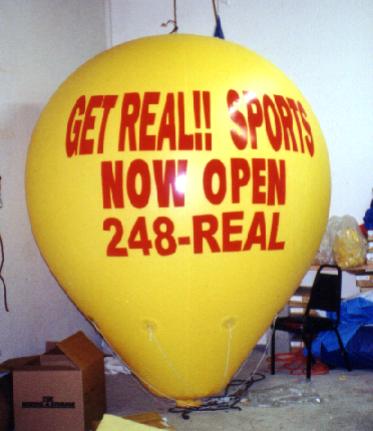 GET REAL!! SPORTS
NOW OPEN
248-REAL